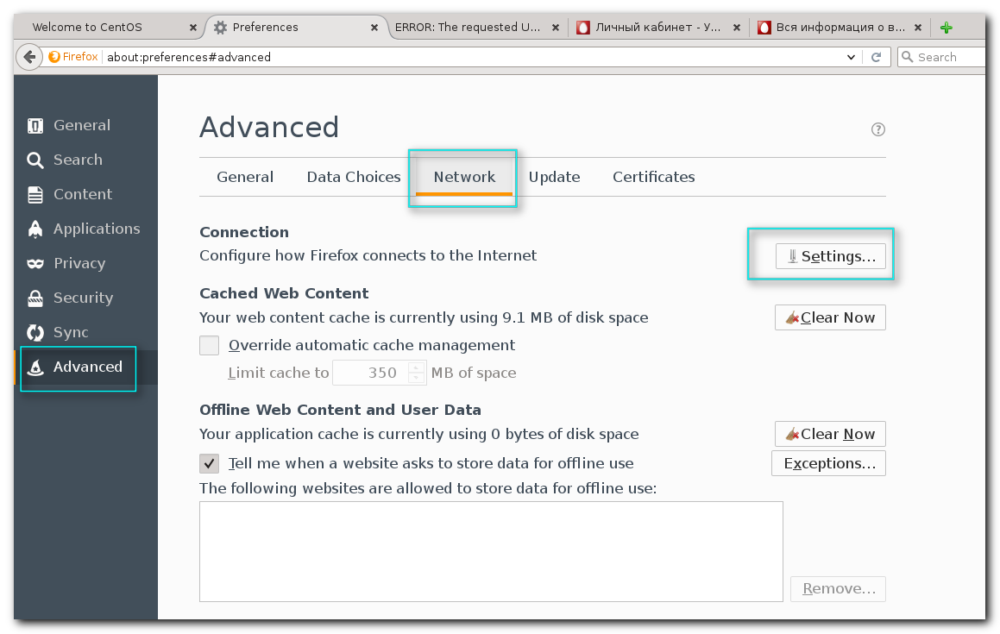 Welcome to CentOS
Preferences
ERROR: The requested U...
Личный кабинет - У...
Вся информация о в...
Firefox
about:preferences#advanced
Search
General
Search
Content
Applications
Privacy
Security
Sync
Advanced
Advanced
?
General Data Choices Network Update Certificates
Connection
Configure how Firefox connects to the Internet
Settings...
Cached Web Content
Your web content cache is currently using 9.1 MB of disk space
Clear Now
Override automatic cache management
Limit cache to 350 MB of space
Offline Web Content and User Data
Your application cache is currently using 0 bytes of disk space
Clear Now
Tell me when a website asks to store data for offline use
Exceptions...
The following websites are allowed to store data for offline use:
Remove...